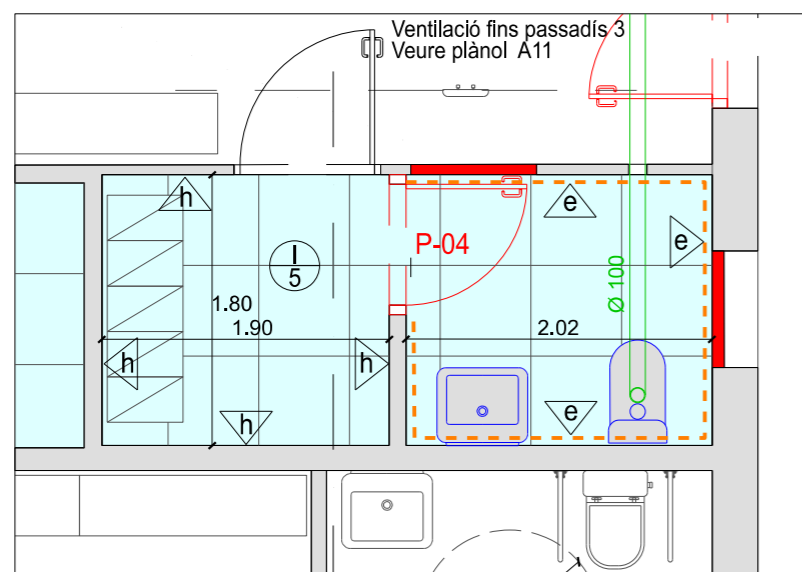 Ventilació fins passadís 3
Veure plànol A11
h
e
h
e
P-04
I
5
Ø 100
1.80
1.90
2.02
h
h
h
e